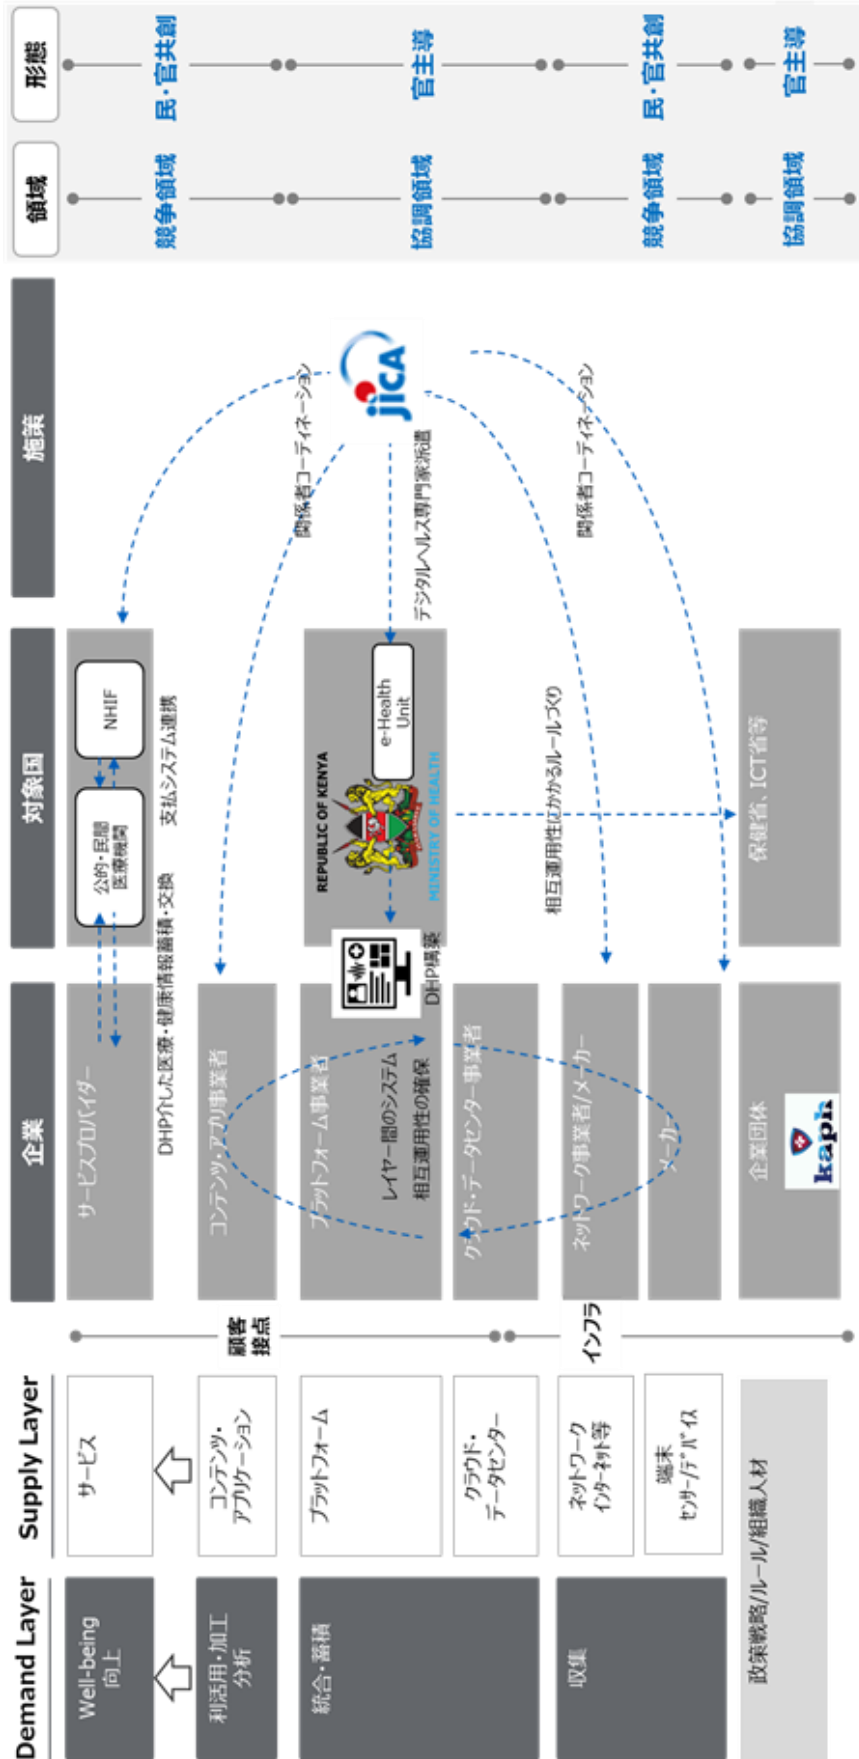 Demand Layer
Supply Layer
企業
対象国
施策
領域
形態
Well-being
向上
サービス
サービスプロバイダー
公的・民間
医療機関
NHIF
DHP介した医療・健康情報蓄積・交換
支払システム連携
競争領域
民・官共創
利活用・加工
分析
コンテンツ・
アプリケーション
顧客
接点
コンテンツ・アプリ事業者
関係者コーディネーション
統合・蓄積
プラットフォーム
プラットフォーム事業者
レイヤー間のシステム
相互運用性の確保
DHP構築
REPUBLIC OF KENYA
MINISTRY OF HEALTH
e-Health
Unit
デジタルヘルス専門家派遣
jica
協調領域
官主導
クラウド・
データセンター
クラウド・データセンター事業者
収集
ネットワーク
インターネット等
インフラ
ネットワーク事業者/メーカー
相互運用性にかかるルールづくり
関係者コーディネーション
競争領域
民・官共創
端末
センサー/デバイス
メーカー
政策戦略/ルール/組織人材
企業団体
kaph
保健省、ICT省等
協調領域
官主導